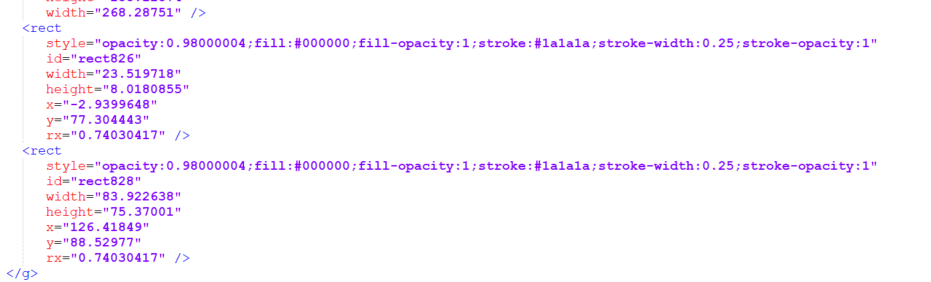 width="268.28751" />
<rect
style="opacity:0.98000004;fill:#000000;fill-opacity:1;stroke:#1a1a1a;stroke-width:0.25;stroke-opacity:1"
id="rect826"
width="23.519718"
height="8.0180855"
x="-2.9399648"
y="77.304443"
rx="0.74030417" />
<rect
style="opacity:0.98000004;fill:#000000;fill-opacity:1;stroke:#1a1a1a;stroke-width:0.25;stroke-opacity:1"
id="rect828"
width="83.922638"
height="75.37001"
x="126.41849"
y="88.52977"
rx="0.74030417" />
</g>